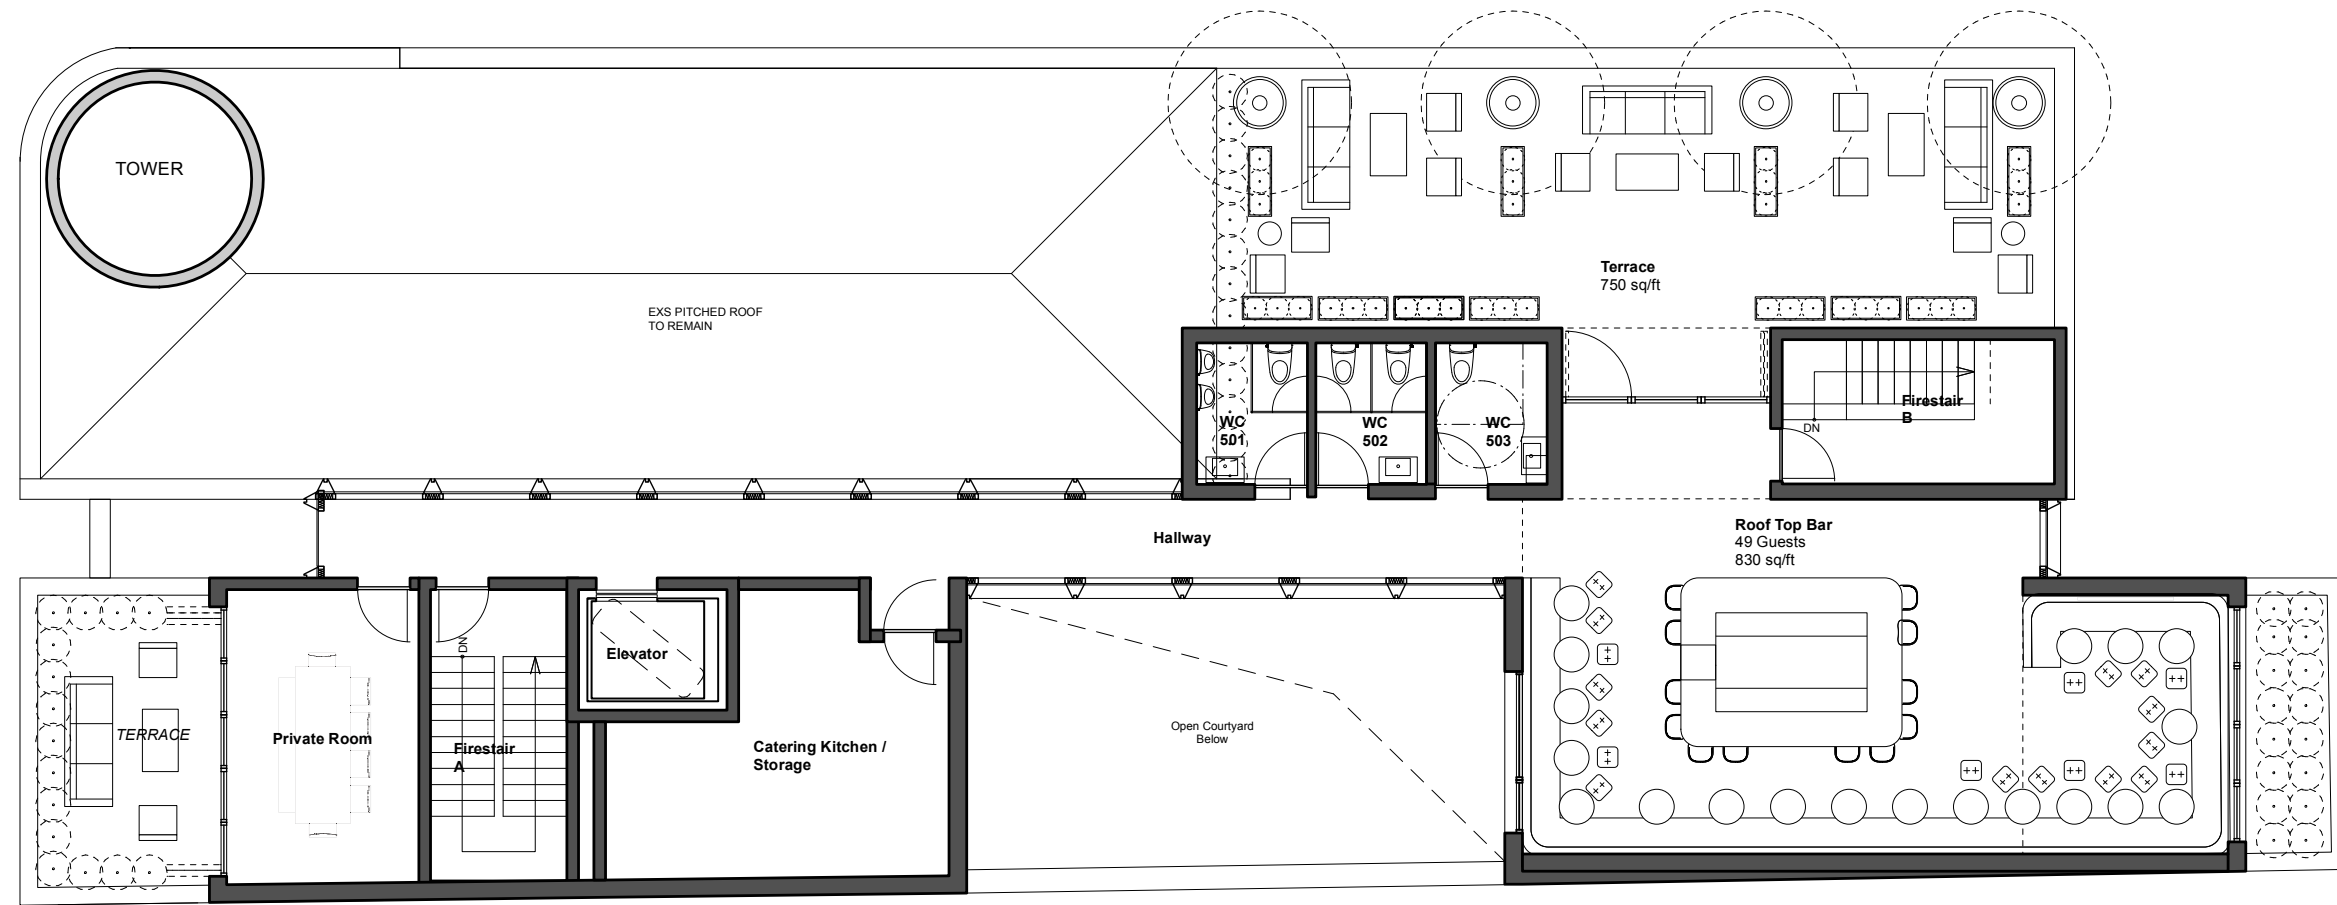 TOWER
EXS PITCHED ROOF
TO REMAIN
Terrace
750 sq/ft
WC
501
WC
502
WC
503
Firestair
B
DN
Hallway
Roof Top Bar
49 Guests
830 sq/ft
DN
Elevator
TERRACE
Private Room
Firestair
A
Catering Kitchen /
Storage
Open Courtyard
Below